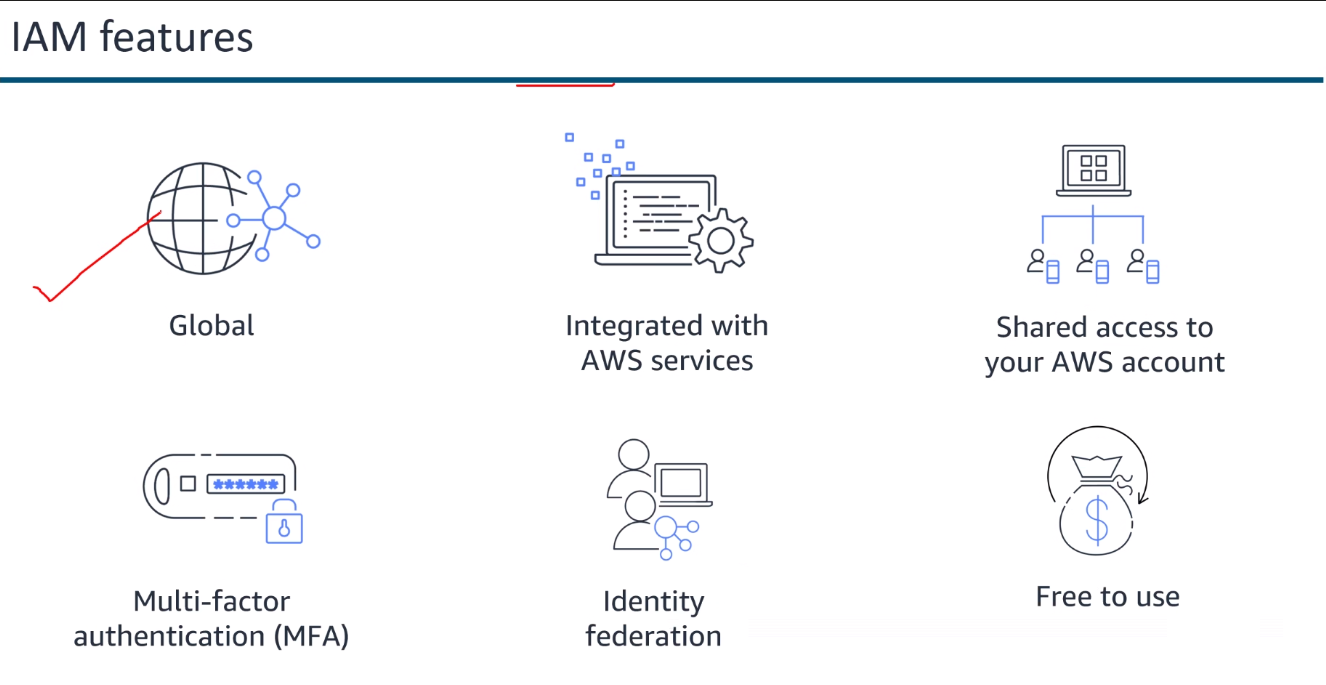 IAM features
Global
Integrated with
AWS services
Shared access to
your AWS account
******
Multi-factor
authentication (MFA)
Identity
federation
$
Free to use